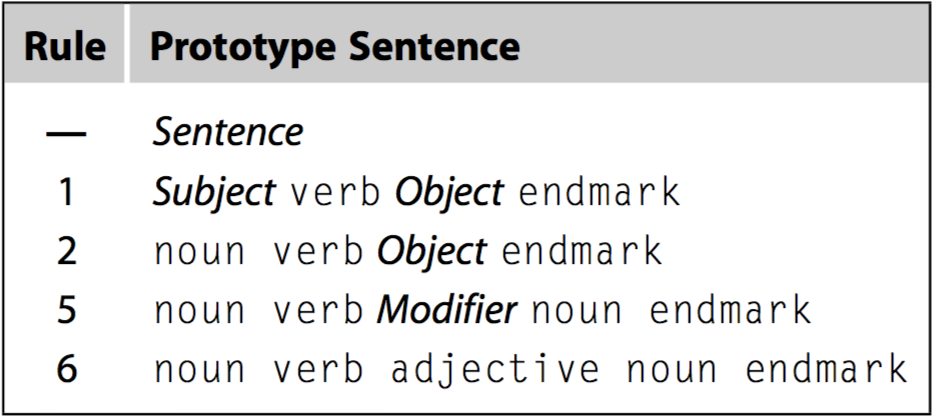 Rule Prototype Sentence
— Sentence
1 Subject verb Object endmark
2 noun verb Object endmark
5 noun verb Modifier noun endmark
6 noun verb adjective noun endmark